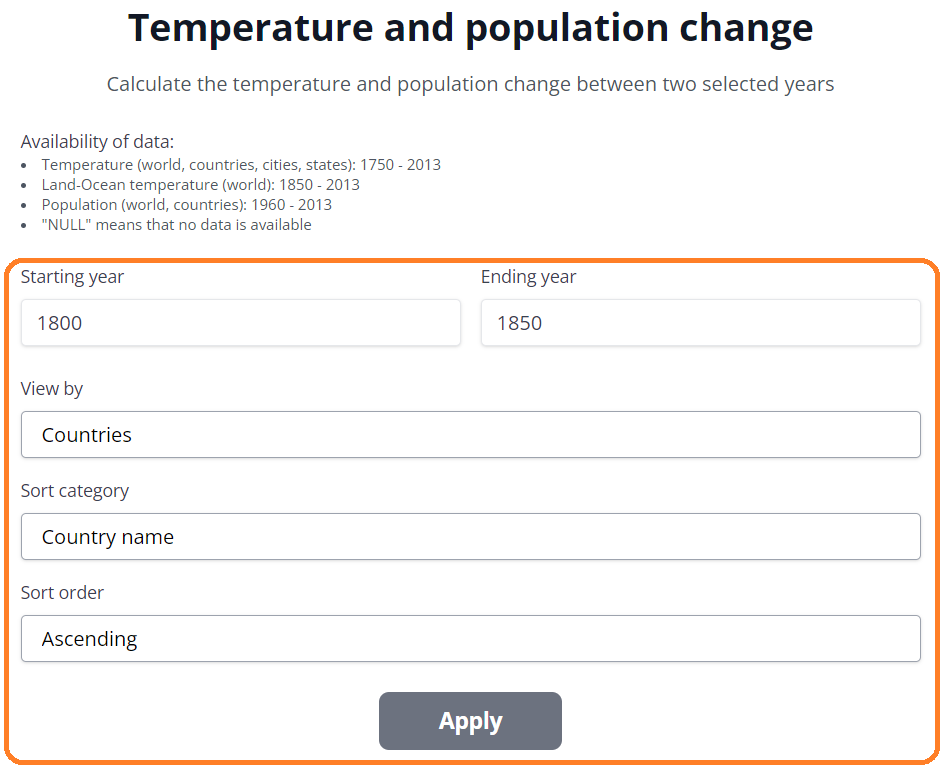 Temperature and population change
Calculate the temperature and population change between two selected years
Availability of data:
• Temperature (world, countries, cities, states): 1750 - 2013
• Land-Ocean temperature (world): 1850 - 2013
• Population (world, countries): 1960 - 2013
• "NULL" means that no data is available
Starting year
1800
Ending year
1850
View by
Countries
Sort category
Country name
Sort order
Ascending
Apply